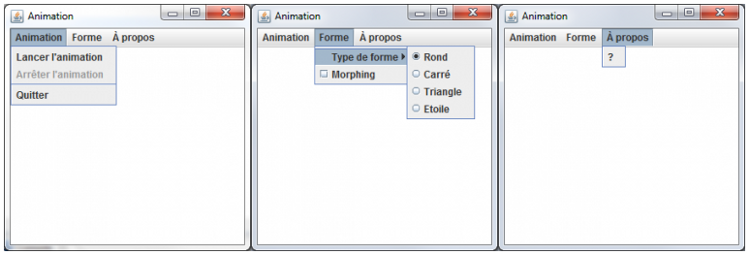 Animation
Animation Forme À propos
Lancer l'animation
Arrêter l'animation
Quitter
Animation
Animation Forme À propos
Type de forme
Morphing
Rond
Carré
Triangle
Etoile
Animation
Animation Forme À propos
?